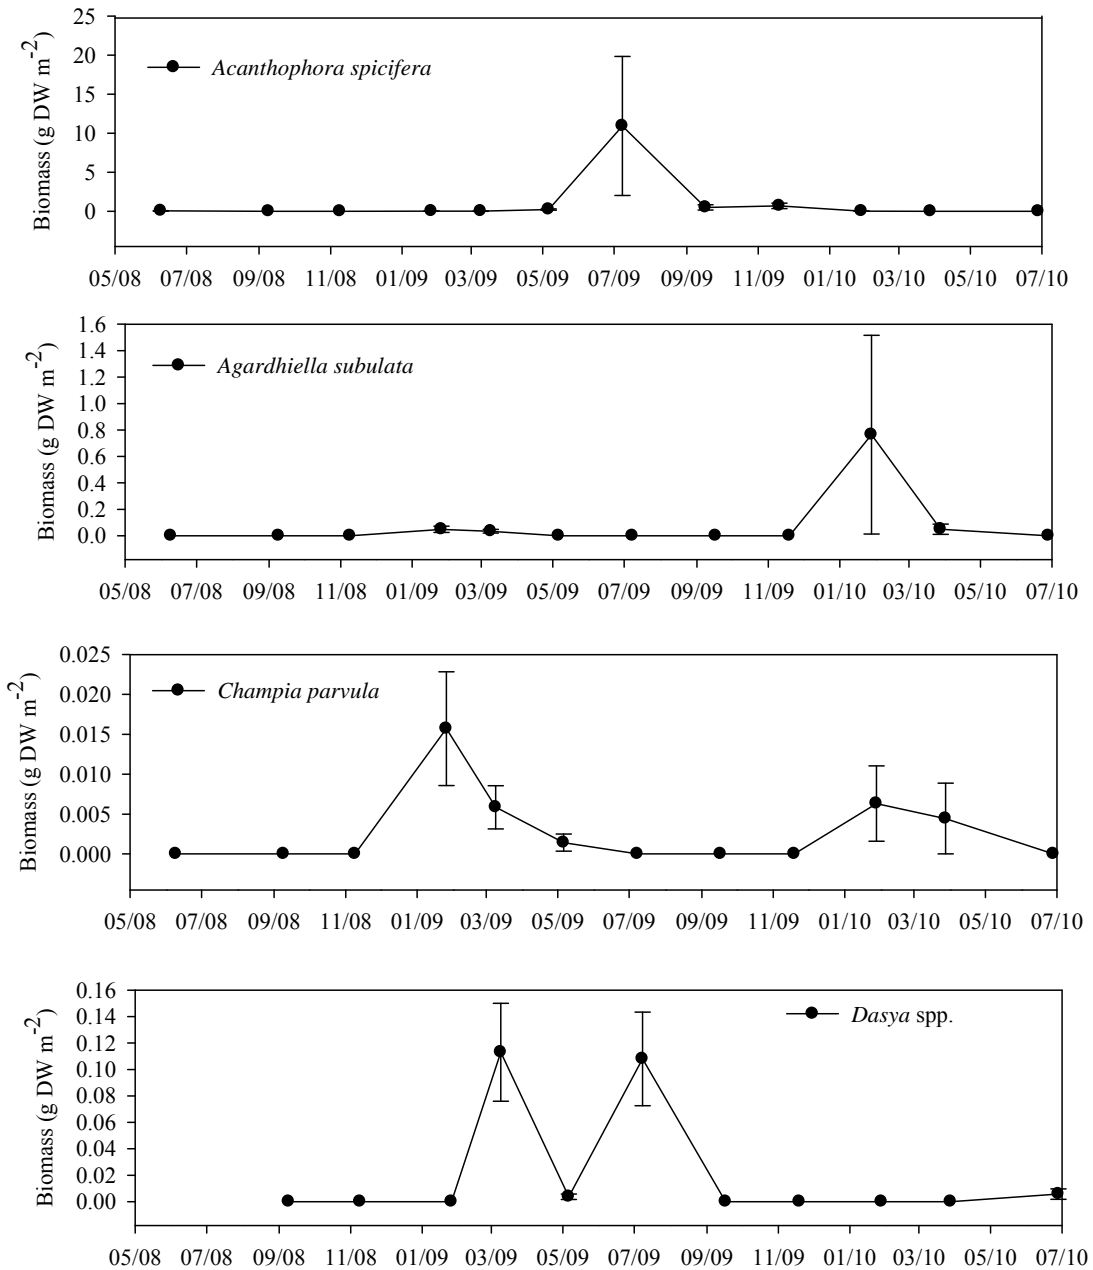 25
20
15
10
5
0
Biomass (g DW m-2)
Acanthophora spicifera
05/08 07/08 09/08 11/08 01/09 03/09 05/09 07/09 09/09 11/09 01/10 03/10 05/10 07/10
1.6
1.4
1.2
1.0
0.8
0.6
0.4
0.2
0.0
Biomass (g DW m-2)
Agardhiella subulata
05/08 07/08 09/08 11/08 01/09 03/09 05/09 07/09 09/09 11/09 01/10 03/10 05/10 07/10
0.025
0.020
0.015
0.010
0.005
0.000
Biomass (g DW m-2)
Champia parvula
05/08 07/08 09/08 11/08 01/09 03/09 05/09 07/09 09/09 11/09 01/10 03/10 05/10 07/10
0.16
0.14
0.12
0.10
0.08
0.06
0.04
0.02
0.00
Biomass (g DW m-2)
Dasya spp.
05/08 07/08 09/08 11/08 01/09 03/09 05/09 07/09 09/09 11/09 01/10 03/10 05/10 07/10